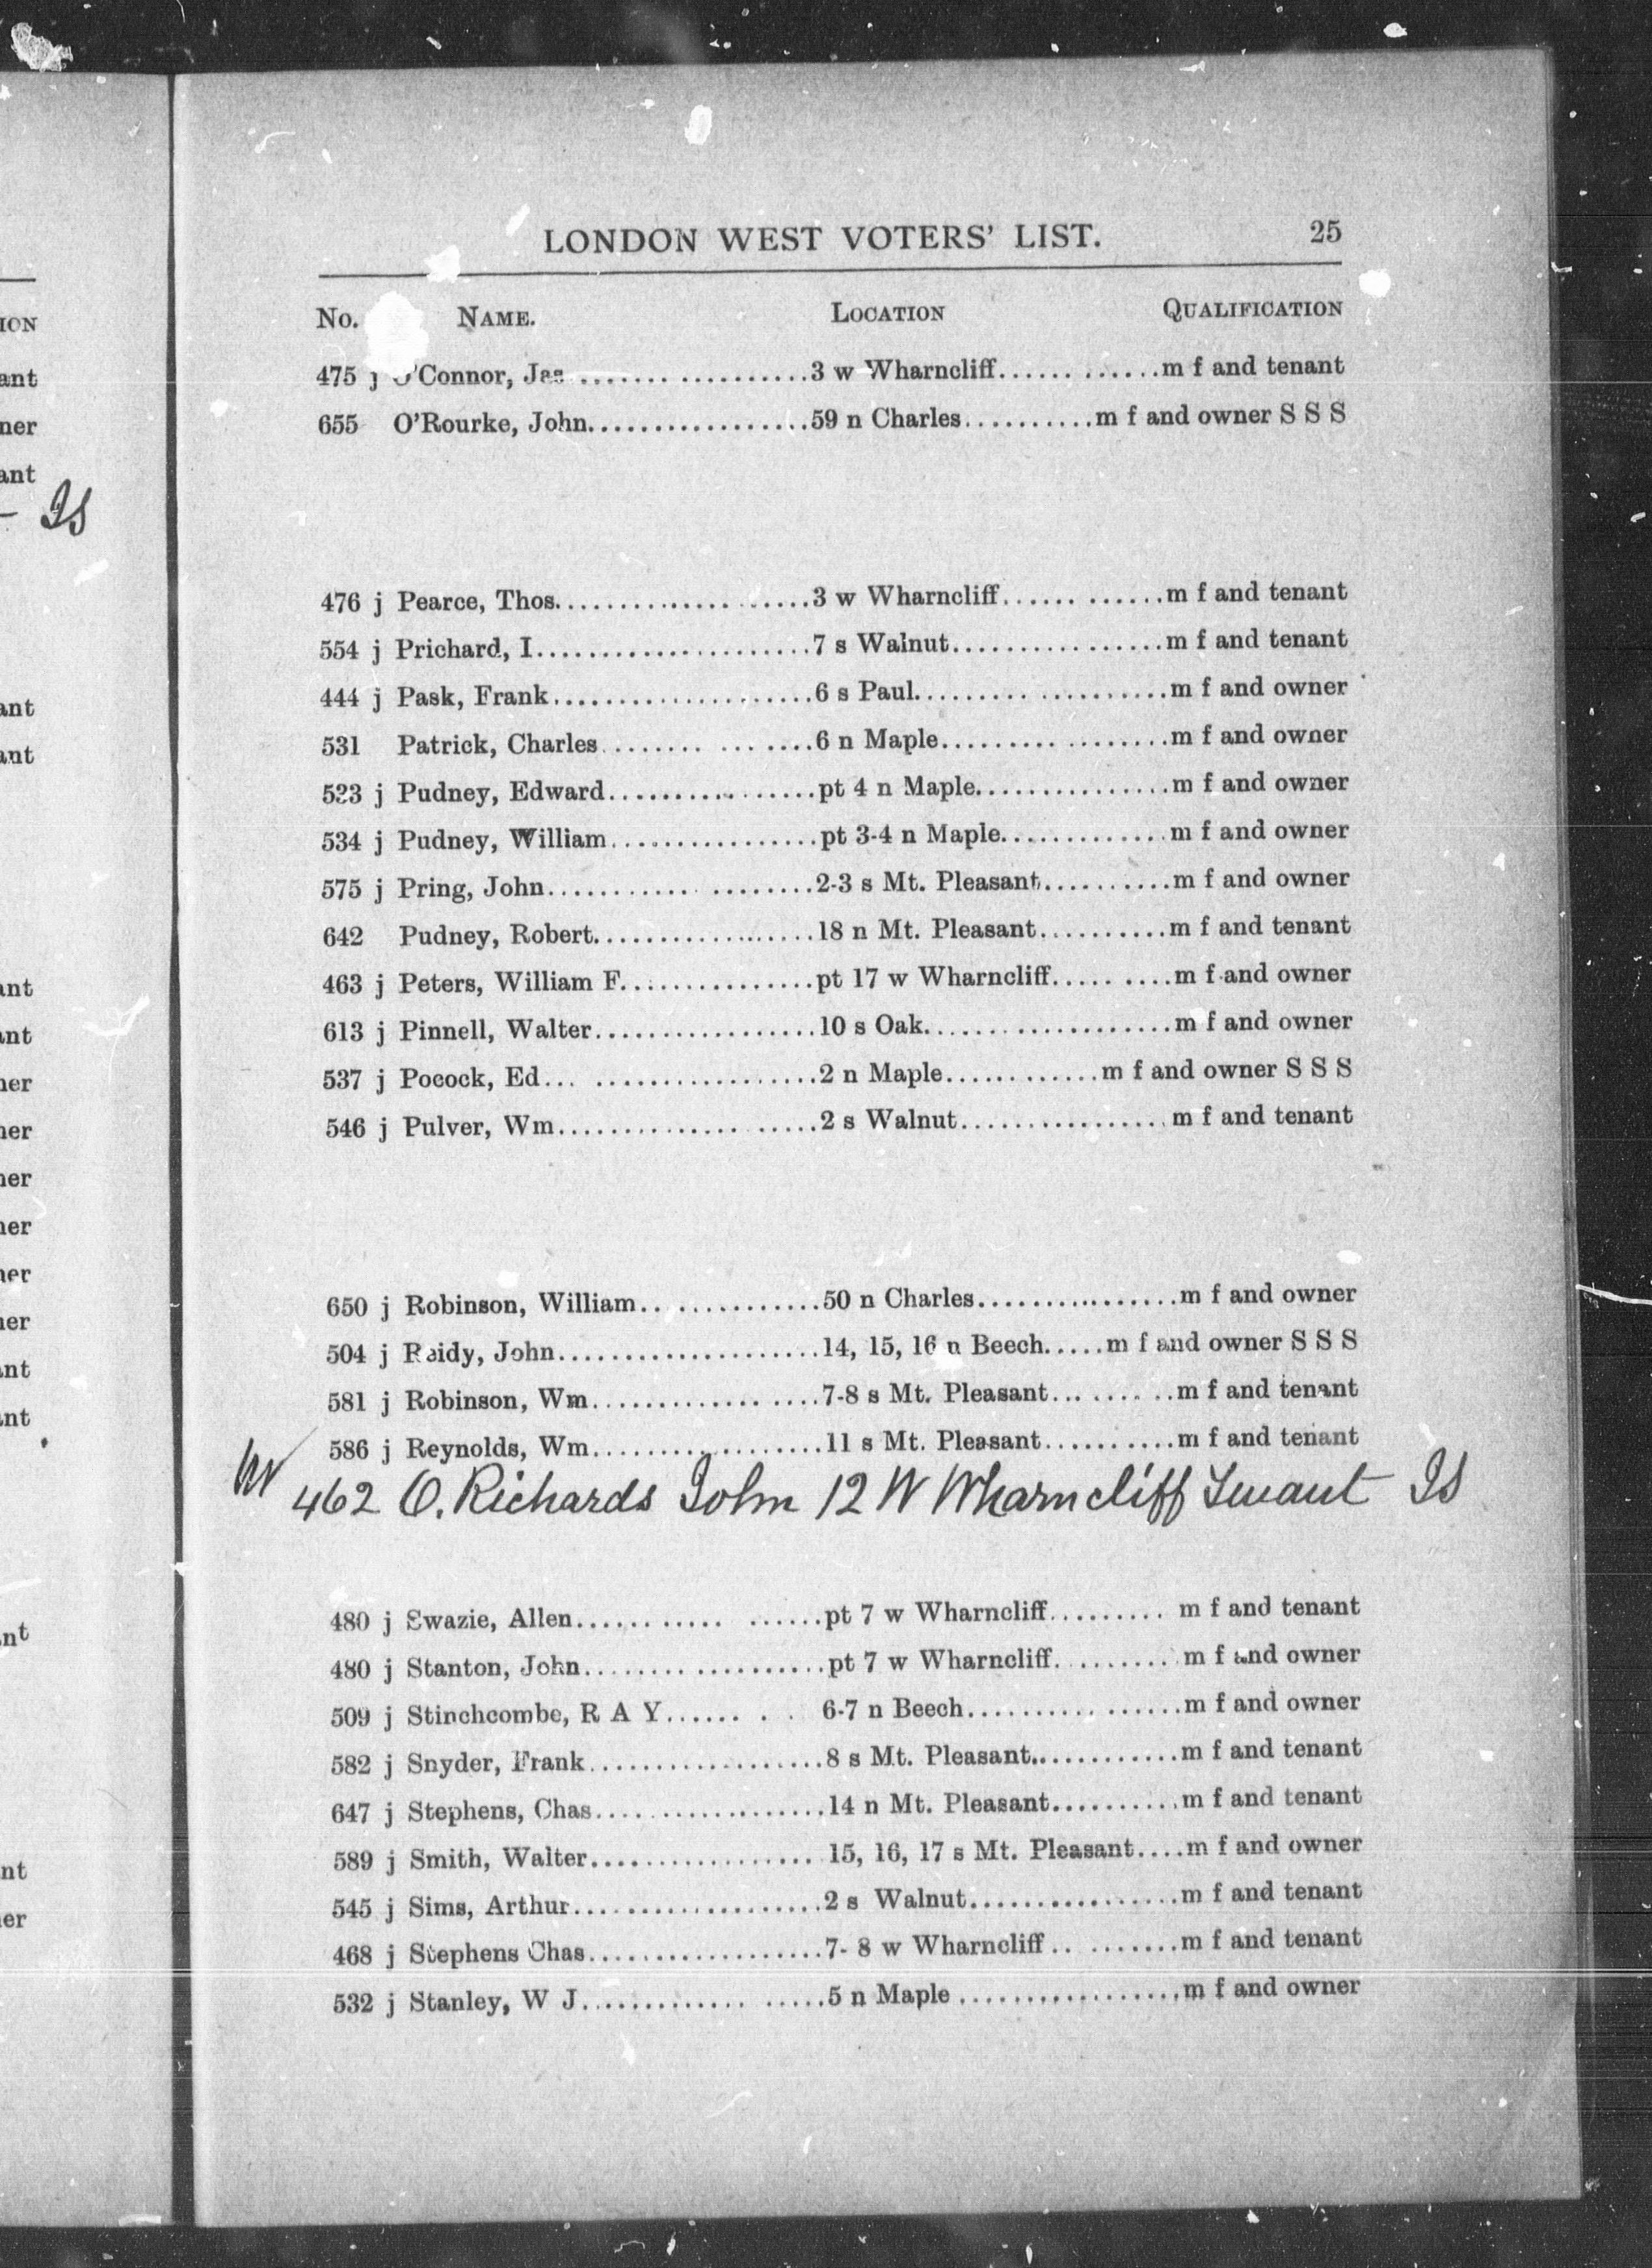 LONDON WEST VOTERS' LIST. 25
No. NAME. LOCATION QUALIFICATION
475 j O'Connor, Jas ..................3 w Wharncliff............m f and tenant
655 O'Rourke, John..................59 n Charles..........m f and owner S S S
476 j Pearce, Thos...................3 w Wharncliff............m f and tenant
554 j Prichard, I.....................7 s Walnut................m f and tenant
444 j Pask, Frank....................6 s Paul...................m f and owner
531 Patrick, Charles...............6 n Maple.................m f and owner
523 j Pudney, Edward................pt 4 n Maple...............m f and owner
534 j Pudney, William................pt 3-4 n Maple.............m f and owner
575 j Pring, John....................2-3 s Mt. Pleasant..........m f and owner
642 Pudney, Robert.................18 n Mt. Pleasant..........m f and tenant
463 j Peters, William F...............pt 17 w Wharncliff.........m f and owner
613 j Pinnell, Walter.................10 s Oak...................m f and owner
537 j Pocock, Ed... .................2 n Maple............m f and owner S S S
546 j Pulver, Wm....................2 s Walnut................m f and tenant
650 j Robinson, William.. ............50 n Charles................m f and owner
504 j Reidy, John....................14, 15, 16 n Beech.....m f and owner S S S
581 j Robinson, Wm..................7-8 s Mt. Pleasant.........m f and tenant
586 j Reynolds, Wm..................11 s Mt. Pleasant..........m f and tenant
462 O. Richards John 12 W Wharncliff Tenant IS
480 j Swazie, Allen........... ......pt 7 w Wharncliff......... m f and tenant
480 j Stanton, John...................pt 7 w Wharncliff..........m f and owner
509 j Stinchcombe, R A Y...... . . 6-7 n Beech.................m f and owner
582 j Snyder, Frank..................8 s Mt. Pleasant............m f and tenant
647 j Stephens, Chas..................14 n Mt. Pleasant..........m f and tenant
589 j Smith, Walter.................. 15, 16, 17 s Mt. Pleasant....m f and owner
545 j Sims, Arthur...................2 s Walnut................m f and tenant
468 j Stephens Chas..................7- 8 w Wharncliff.. .......m f and tenant
532 j Stanley, W J............. .....5 n Maple .................m f and owner